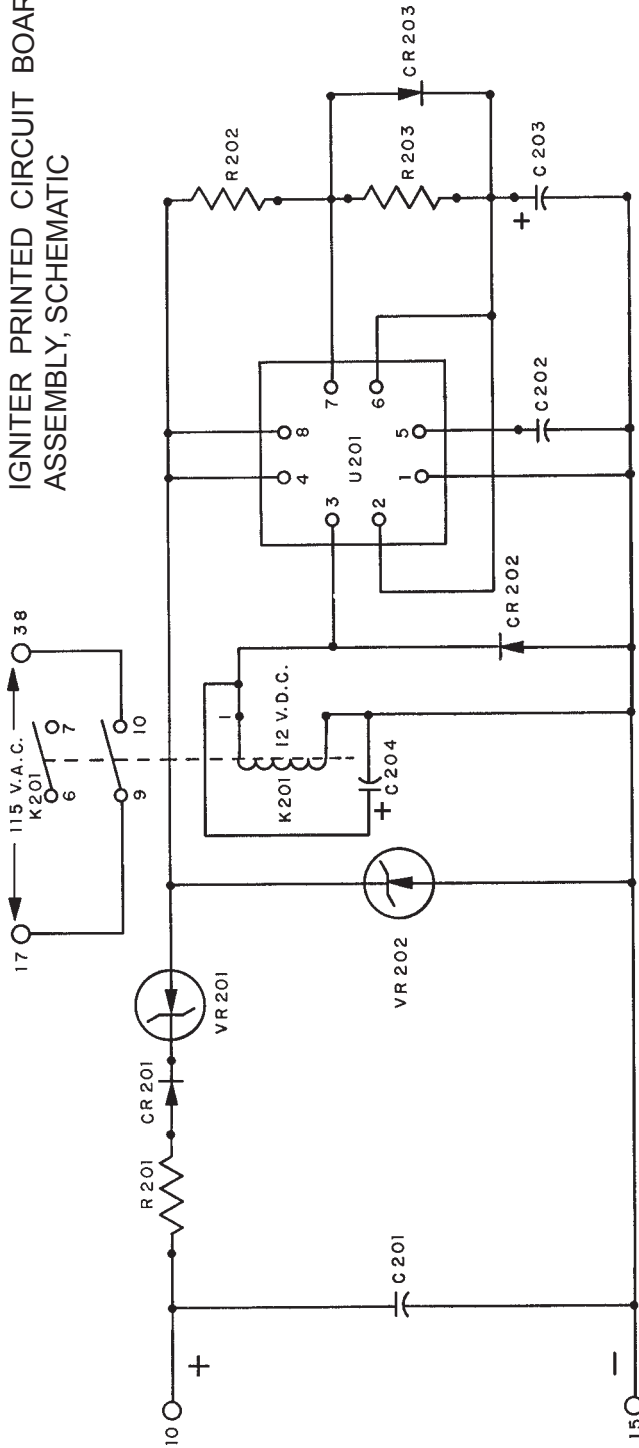 IGNITER PRINTED CIRCUIT BOAR
ASSEMBLY, SCHEMATIC
17
115 V.A.C.
38
K201
6
7
9
10
10
+
R201
CR201
VR201
C201
VR202
K201
1
12 V.D.C.
+
C204
CR202
U201
4
8
3
7
2
6
1
5
C202
R202
R203
CR203
+
C203
15
−